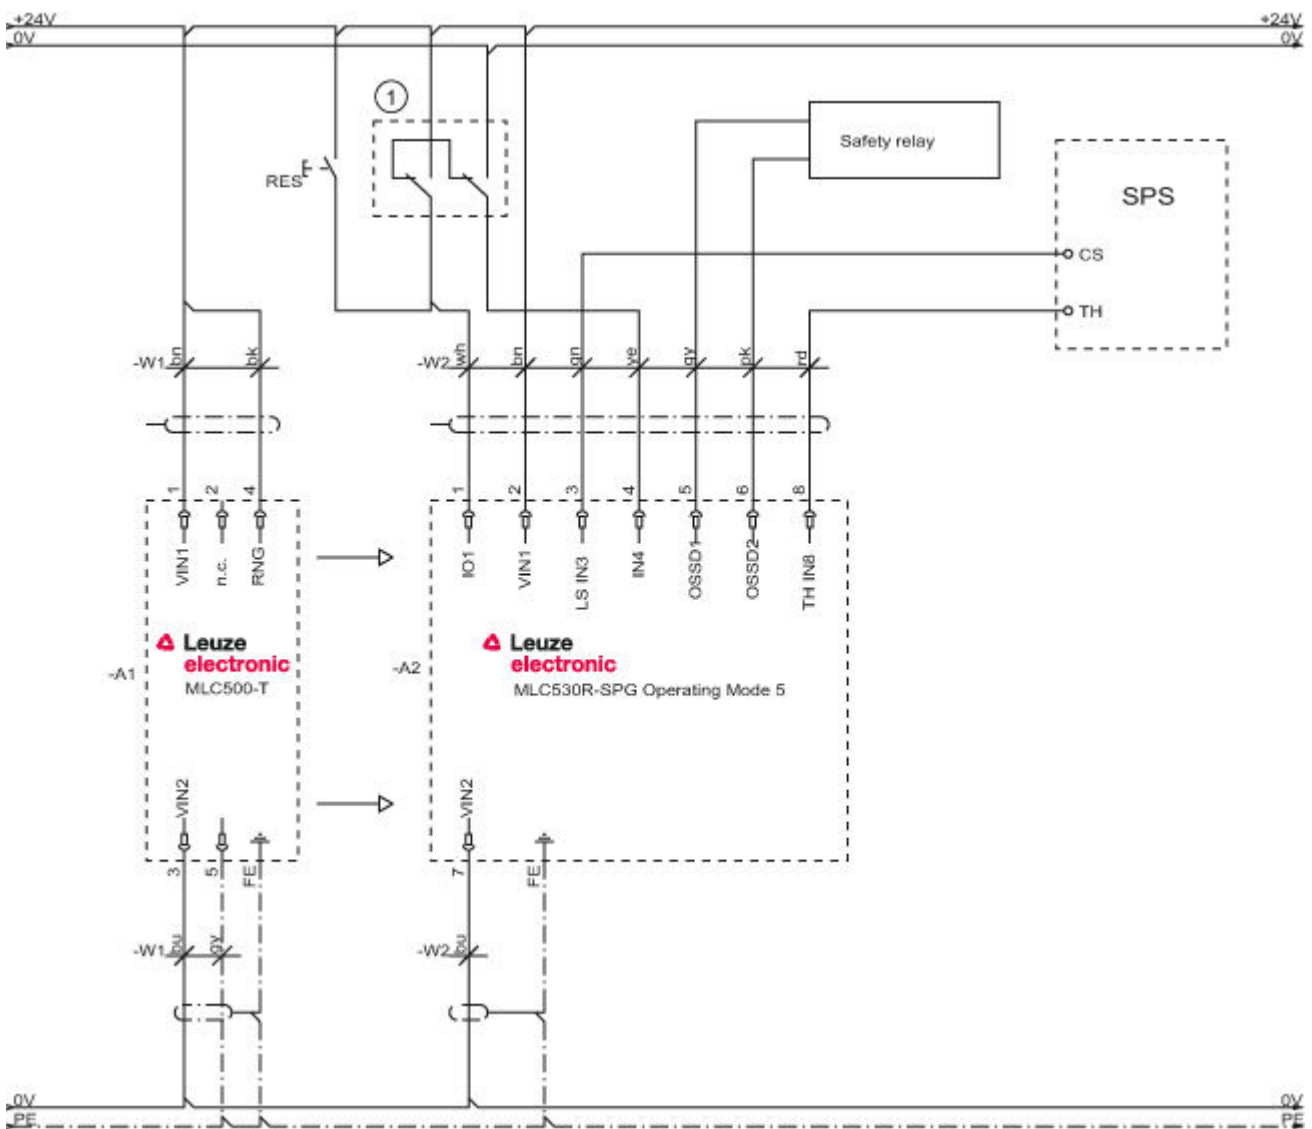 +24V +24V
0V 0V
1
Safety relay
RES
SPS
CS
TH
-W1 bn bk -W2 wh bn gn ye gy pk rd
1 2 4 1 2 3 4 5 6 8
VIN1 n.c. RNG IO1 VIN1 LS IN3 IN4 OSSD1 OSSD2 TH IN8
Leuze Leuze
electronic electronic
-A1 MLC500-T -A2 MLC530R-SPG Operating Mode 5
VIN2 VIN2
3 5 FE 7 FE
-W1 bu gy -W2 bu
0V 0V
PE PE